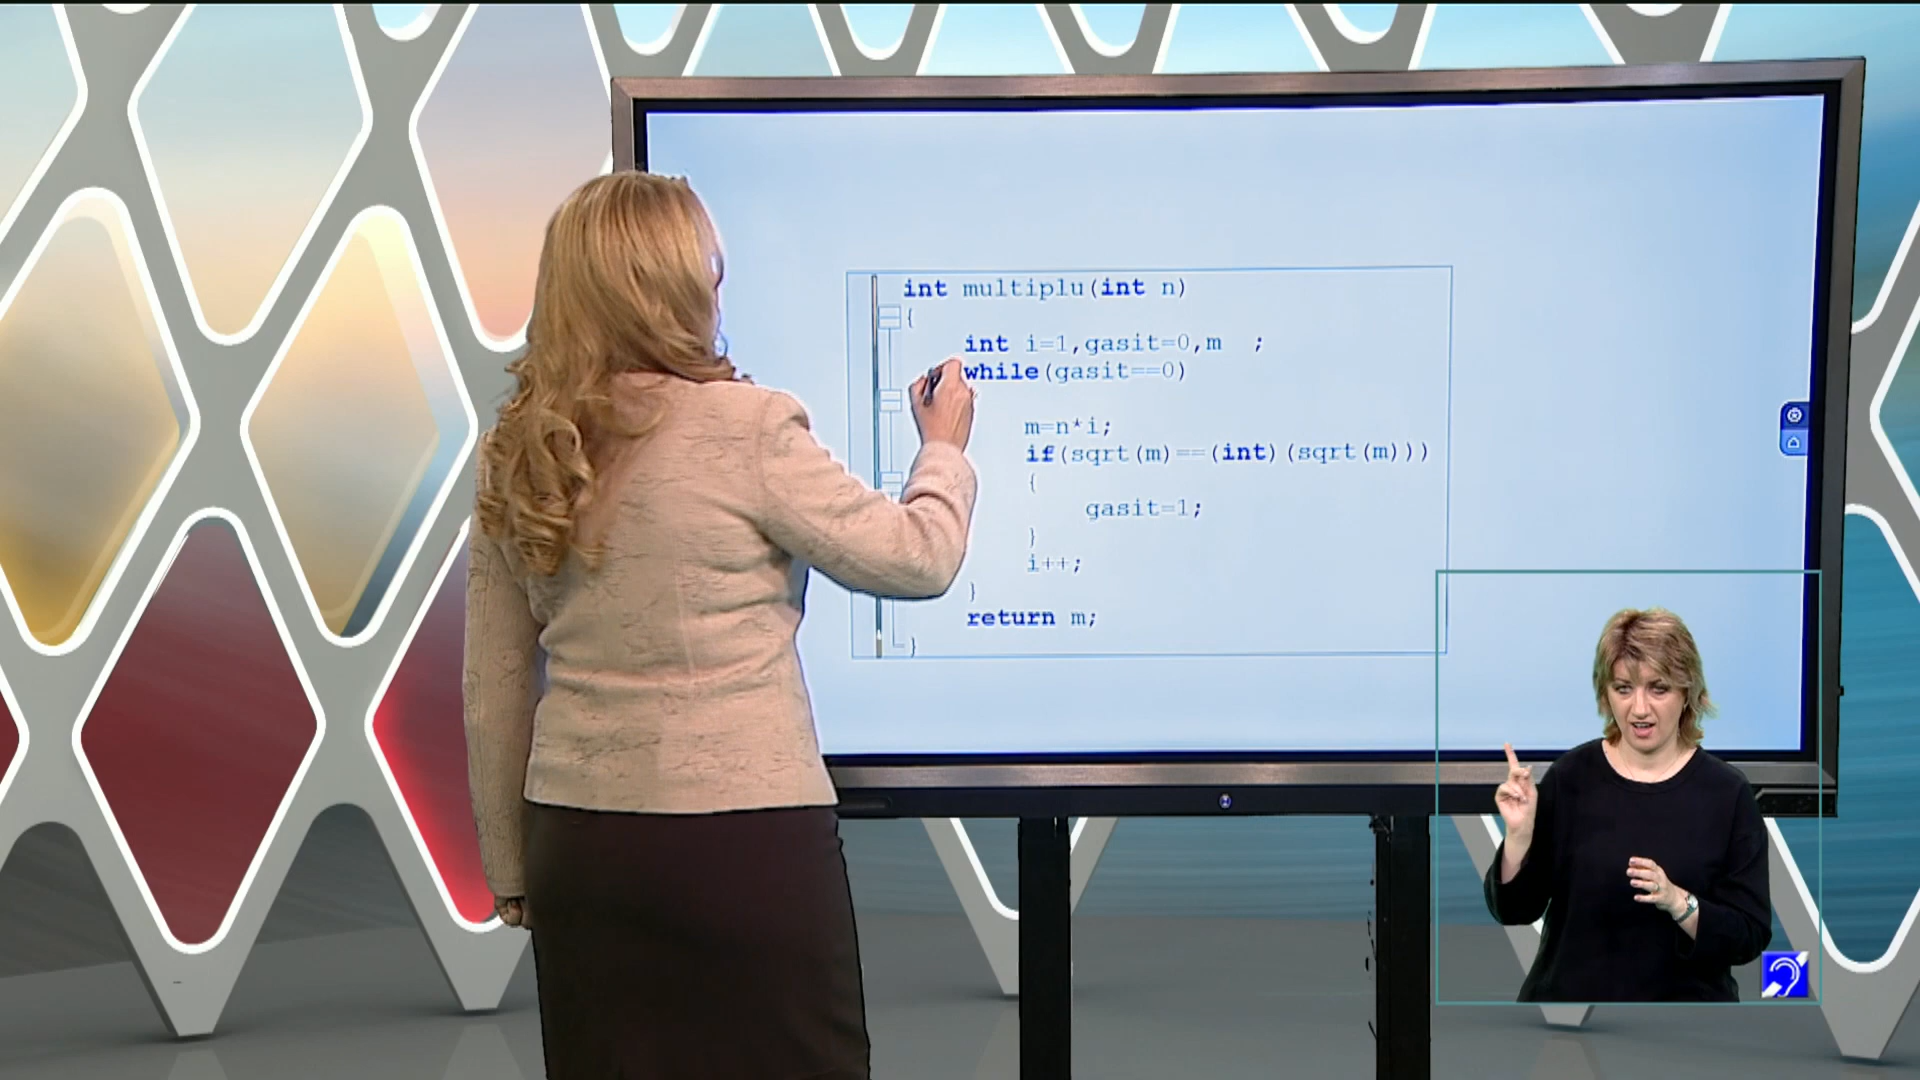 int multiplu(int n)
{
int i=1,gasit=0,m ;
while(gasit==0)
m=n*i;
if(sqrt(m)==(int)(sqrt(m)))
{
gasit=1;
}
i++;
}
return m;
}